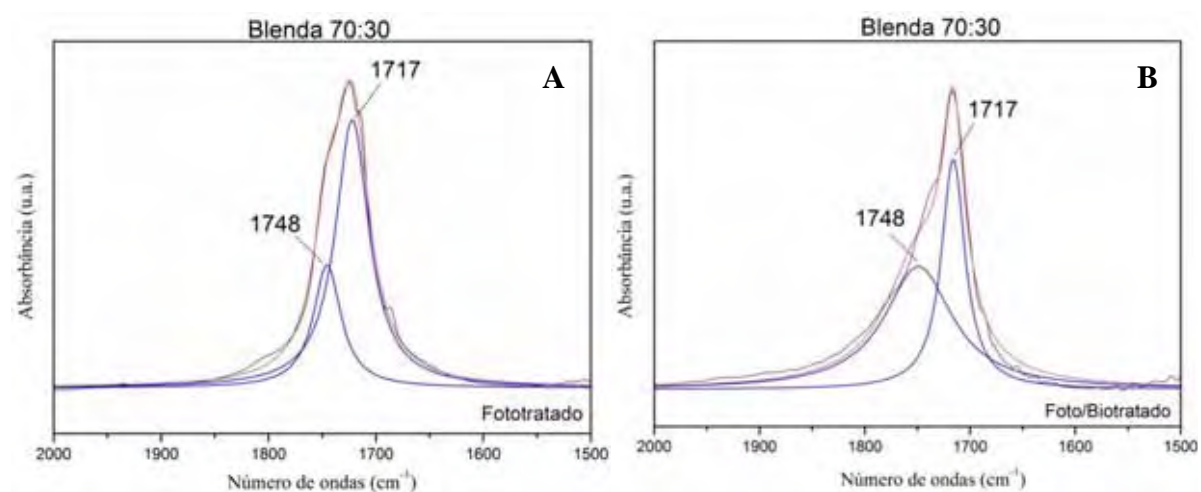 Blenda 70:30
A
1717
1748
Absorbância (u.a.)
Fototratado
2000 1900 1800 1700 1600 1500
Número de ondas (cm⁻¹)
Blenda 70:30
B
1717
1748
Absorbância (u.a.)
Foto/Biotratado
2000 1900 1800 1700 1600 1500
Número de ondas (cm⁻¹)